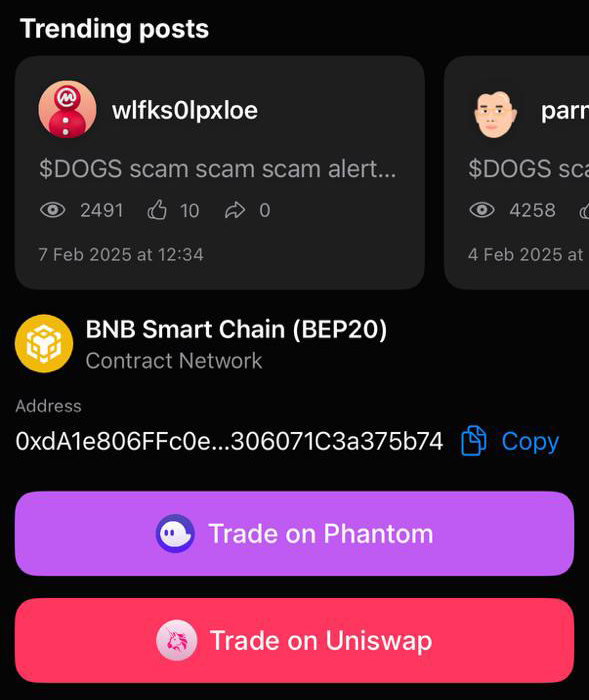 Trending posts
wlfks0lpxloe
parr
$DOGS scam scam scam alert...
$DOGS sca
2491 10 0
4258
7 Feb 2025 at 12:34
4 Feb 2025 at
BNB Smart Chain (BEP20)
Contract Network
Address
0xdA1e806FFc0e...306071C3a375b74 Copy
Trade on Phantom
Trade on Uniswap